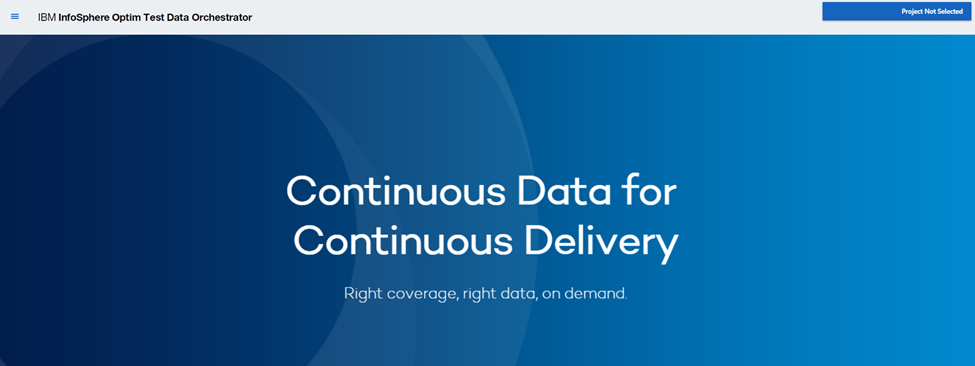 IBM InfoSphere Optim Test Data Orchestrator
Project Not Selected
Continuous Data for
Continuous Delivery
Right coverage, right data, on demand.